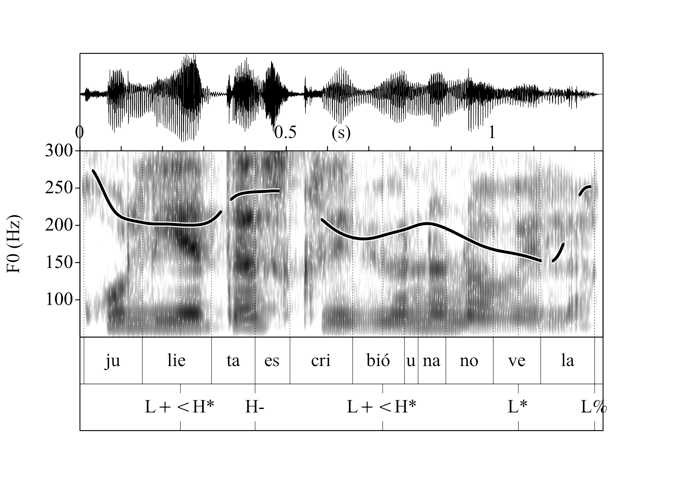 0 0.5 (s) 1
300
250
200
150
100
F0 (Hz)
ju lie ta es cri bió u na no ve la
L+<H* H- L+<H* L* L%